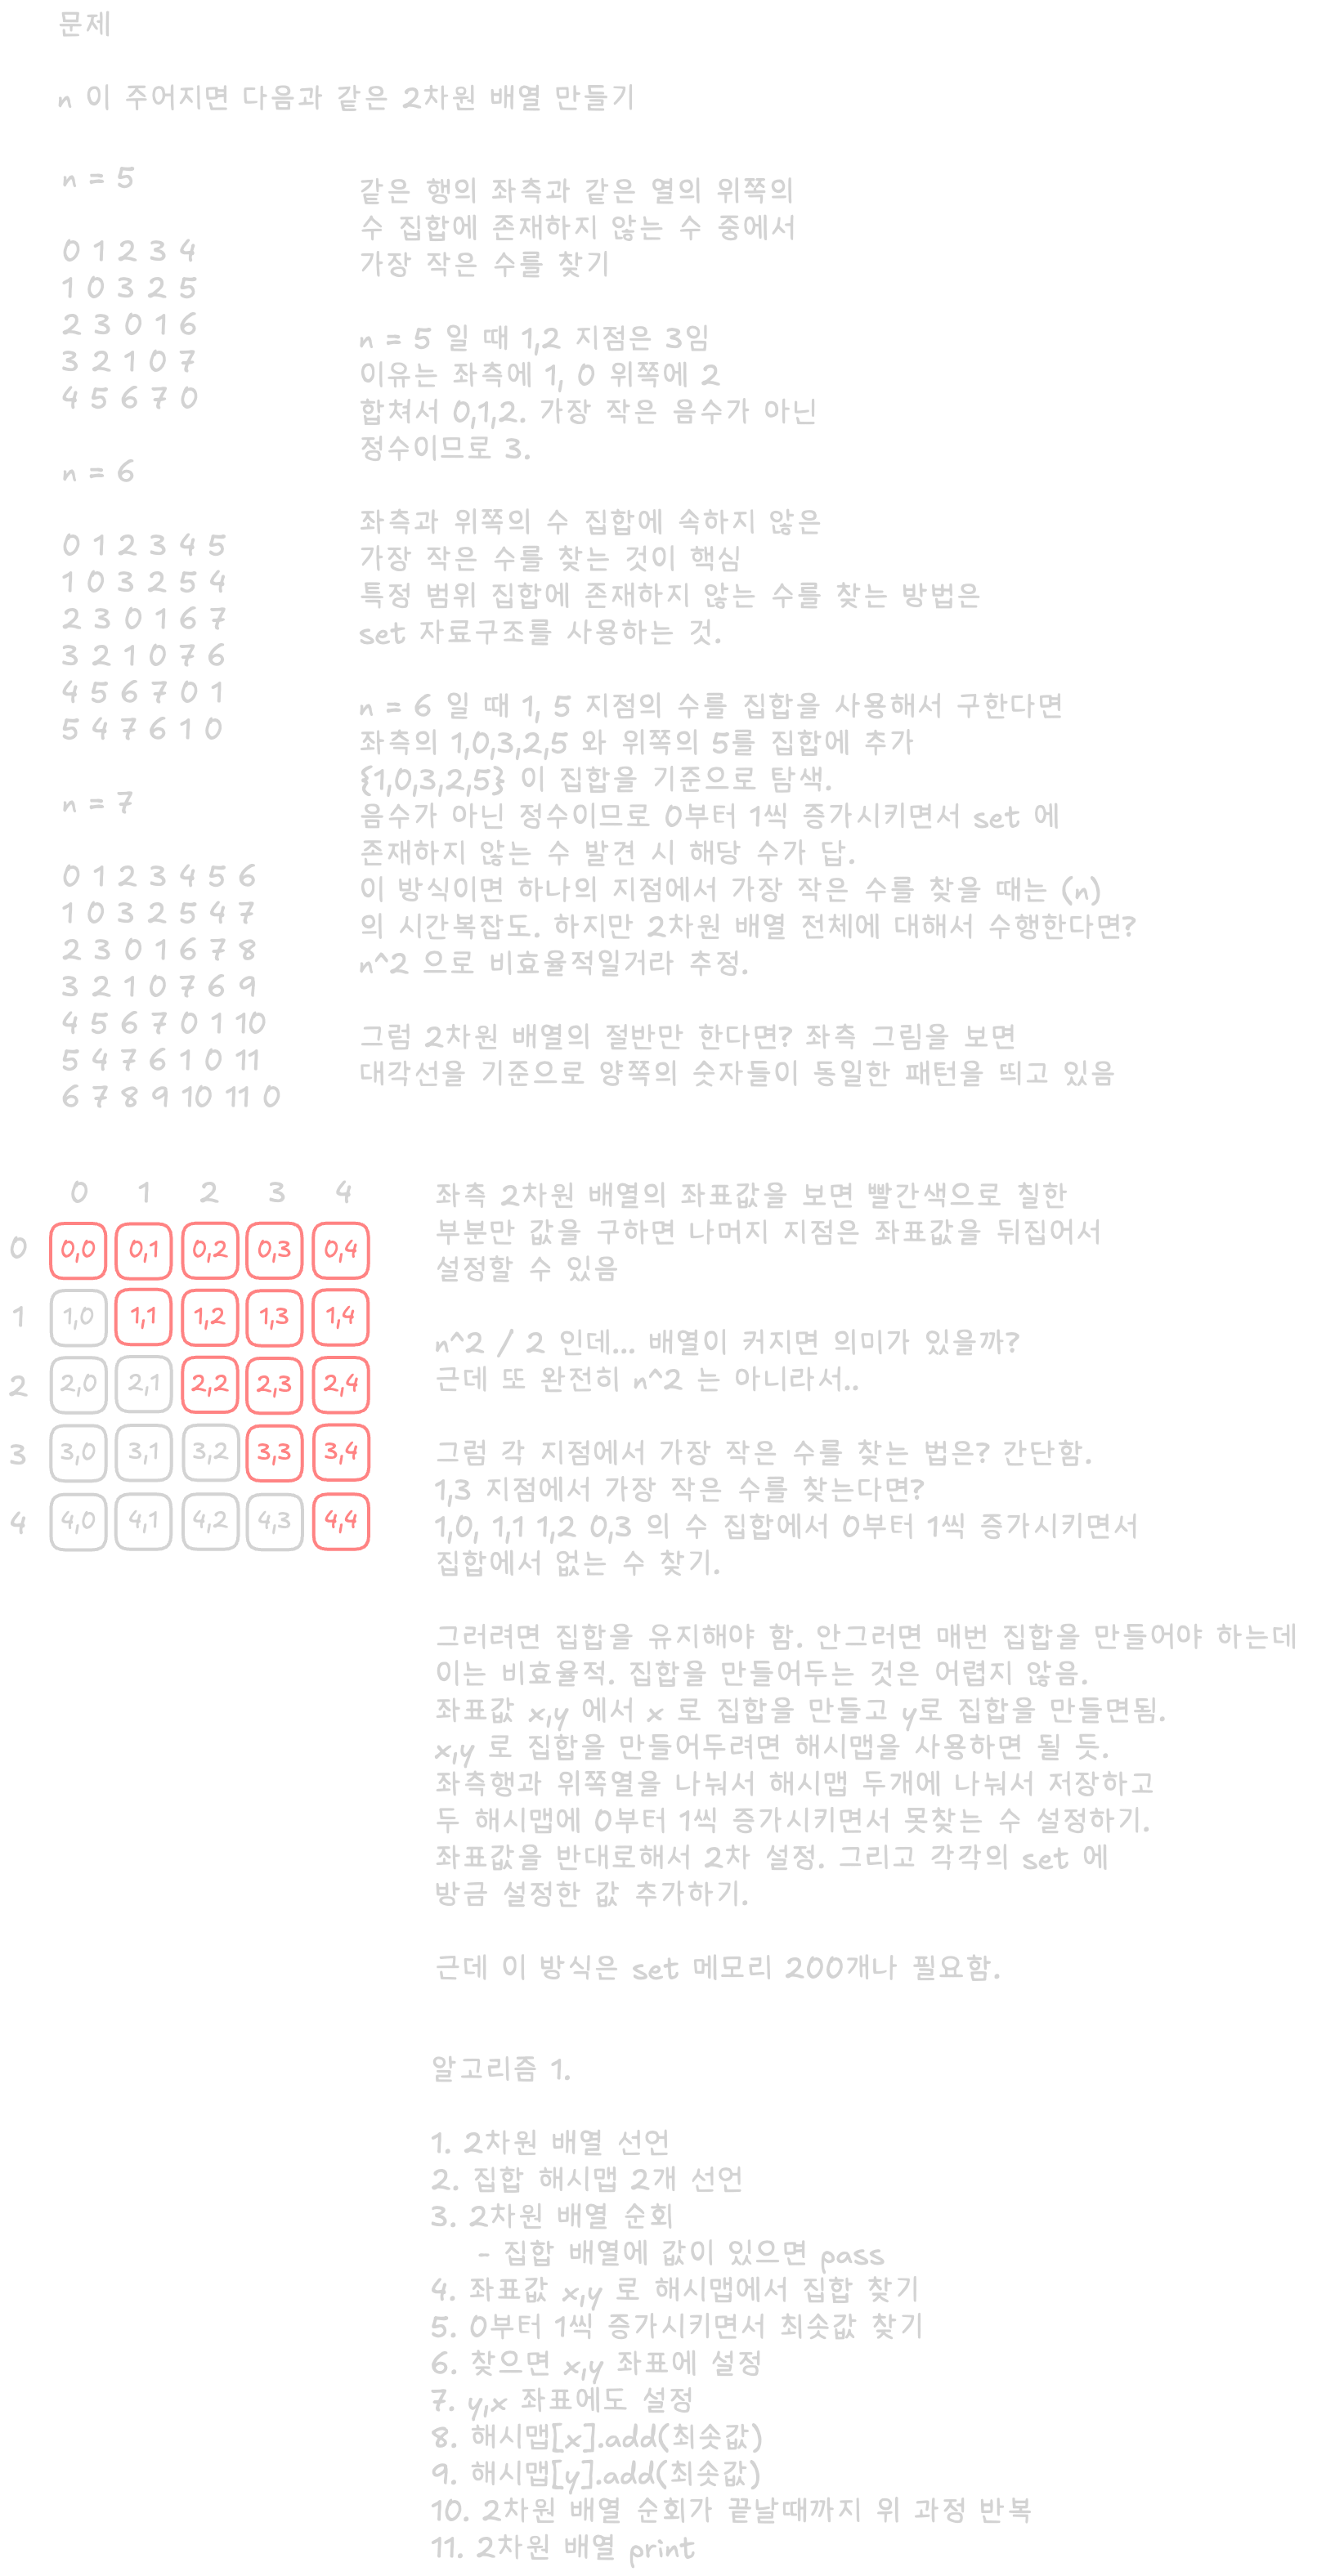 문제
n 이 주어지면 다음과 같은 2차원 배열 만들기
n = 5
0 1 2 3 4
1 0 3 2 5
2 3 0 1 6
3 2 1 0 7
4 5 6 7 0
n = 6
0 1 2 3 4 5
1 0 3 2 5 4
2 3 0 1 6 7
3 2 1 0 7 6
4 5 6 7 0 1
5 4 7 6 1 0
n = 7
0 1 2 3 4 5 6
1 0 3 2 5 4 7
2 3 0 1 6 7 8
3 2 1 0 7 6 9
4 5 6 7 0 1 10
5 4 7 6 1 0 11
6 7 8 9 10 11 0
같은 행의 좌측과 같은 열의 위쪽의
수 집합에 존재하지 않는 수 중에서
가장 작은 수를 찾기
n = 5 일 때 1,2 지점은 3임
이유는 좌측에 1, 0 위쪽에 2
합쳐서 0,1,2. 가장 작은 음수가 아닌
정수이므로 3.
좌측과 위쪽의 수 집합에 속하지 않은
가장 작은 수를 찾는 것이 핵심
특정 범위 집합에 존재하지 않는 수를 찾는 방법은
set 자료구조를 사용하는 것.
n = 6 일 때 1, 5 지점의 수를 집합을 사용해서 구한다면
좌측의 1,0,3,2,5 와 위쪽의 5를 집합에 추가
{1,0,3,2,5} 이 집합을 기준으로 탐색.
음수가 아닌 정수이므로 0부터 1씩 증가시키면서 set 에
존재하지 않는 수 발견 시 해당 수가 답.
이 방식이면 하나의 지점에서 가장 작은 수를 찾을 때는 (n)
의 시간복잡도. 하지만 2차원 배열 전체에 대해서 수행한다면?
n^2 으로 비효율적일거라 추정.
그럼 2차원 배열의 절반만 한다면? 좌측 그림을 보면
대각선을 기준으로 양쪽의 숫자들이 동일한 패턴을 띄고 있음
0 1 2 3 4
0 0,0 0,1 0,2 0,3 0,4
1 1,0 1,1 1,2 1,3 1,4
2 2,0 2,1 2,2 2,3 2,4
3 3,0 3,1 3,2 3,3 3,4
4 4,0 4,1 4,2 4,3 4,4
좌측 2차원 배열의 좌표값을 보면 빨간색으로 칠한
부분만 값을 구하면 나머지 지점은 좌표값을 뒤집어서
설정할 수 있음
n^2 / 2 인데... 배열이 커지면 의미가 있을까?
근데 또 완전히 n^2 는 아니라서..
그럼 각 지점에서 가장 작은 수를 찾는 법은? 간단함.
1,3 지점에서 가장 작은 수를 찾는다면?
1,0, 1,1 1,2 0,3 의 수 집합에서 0부터 1씩 증가시키면서
집합에서 없는 수 찾기.
그러려면 집합을 유지해야 함. 안그러면 매번 집합을 만들어야 하는데
이는 비효율적. 집합을 만들어두는 것은 어렵지 않음.
좌표값 x,y 에서 x 로 집합을 만들고 y로 집합을 만들면됨.
x,y 로 집합을 만들어두려면 해시맵을 사용하면 될 듯.
좌측행과 위쪽열을 나눠서 해시맵 두개에 나눠서 저장하고
두 해시맵에 0부터 1씩 증가시키면서 못찾는 수 설정하기.
좌표값을 반대로해서 2차 설정. 그리고 각각의 set 에
방금 설정한 값 추가하기.
근데 이 방식은 set 메모리 200개나 필요함.
알고리즘 1.
1. 2차원 배열 선언
2. 집합 해시맵 2개 선언
3. 2차원 배열 순회
- 집합 배열에 값이 있으면 pass
4. 좌표값 x,y 로 해시맵에서 집합 찾기
5. 0부터 1씩 증가시키면서 최솟값 찾기
6. 찾으면 x,y 좌표에 설정
7. y,x 좌표에도 설정
8. 해시맵[x].add(최솟값)
9. 해시맵[y].add(최솟값)
10. 2차원 배열 순회가 끝날때까지 위 과정 반복
11. 2차원 배열 print